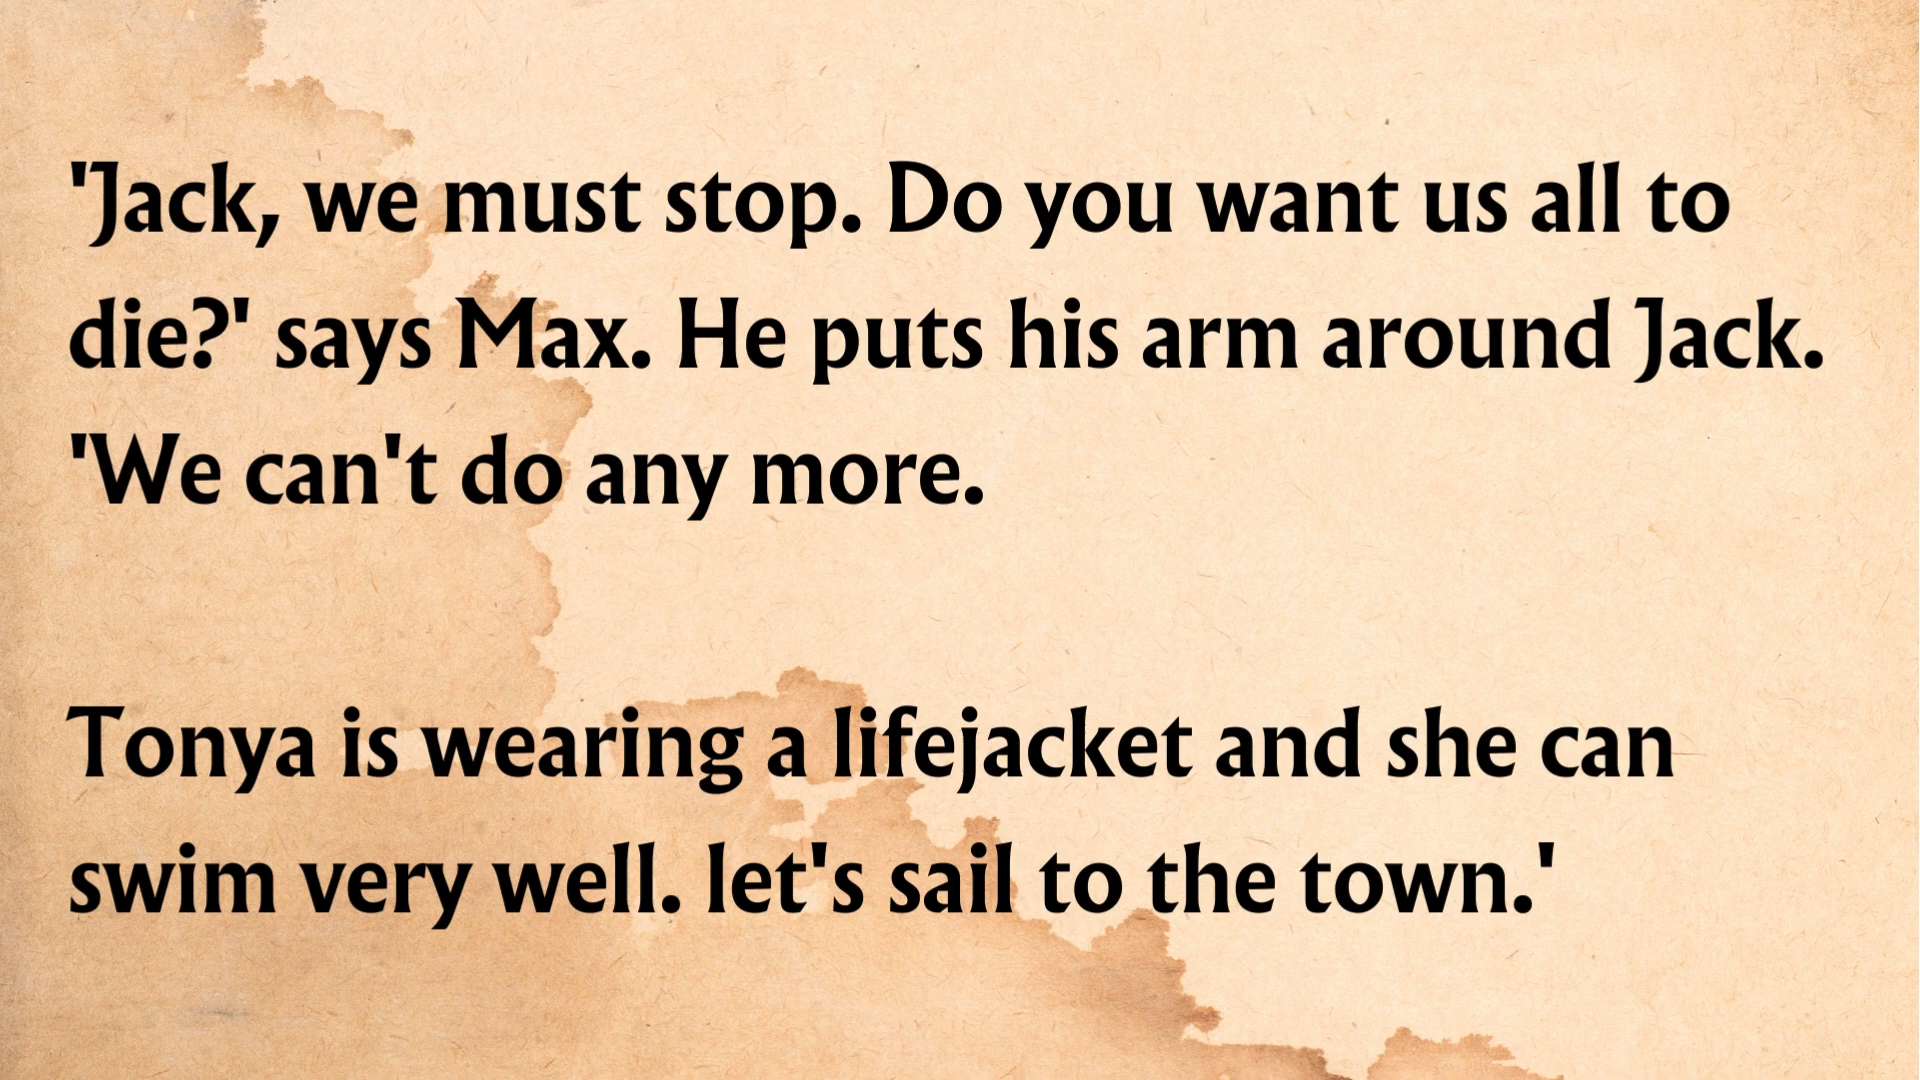 'Jack, we must stop. Do you want us all to
die?' says Max. He puts his arm around Jack.
'We can't do any more.
Tonya is wearing a lifejacket and she can
swim very well. let's sail to the town.'